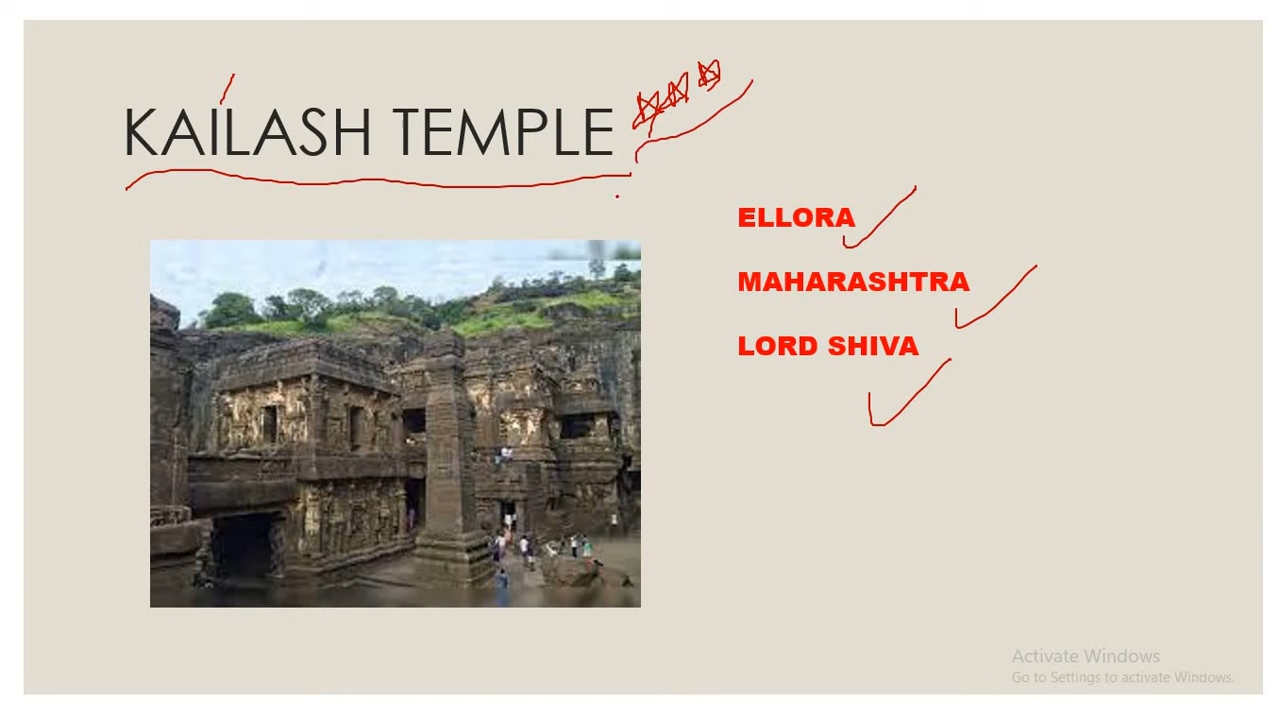 KAILASH TEMPLE
ELLORA
MAHARASHTRA
LORD SHIVA
Activate Windows
Go to Settings to activate Windows.